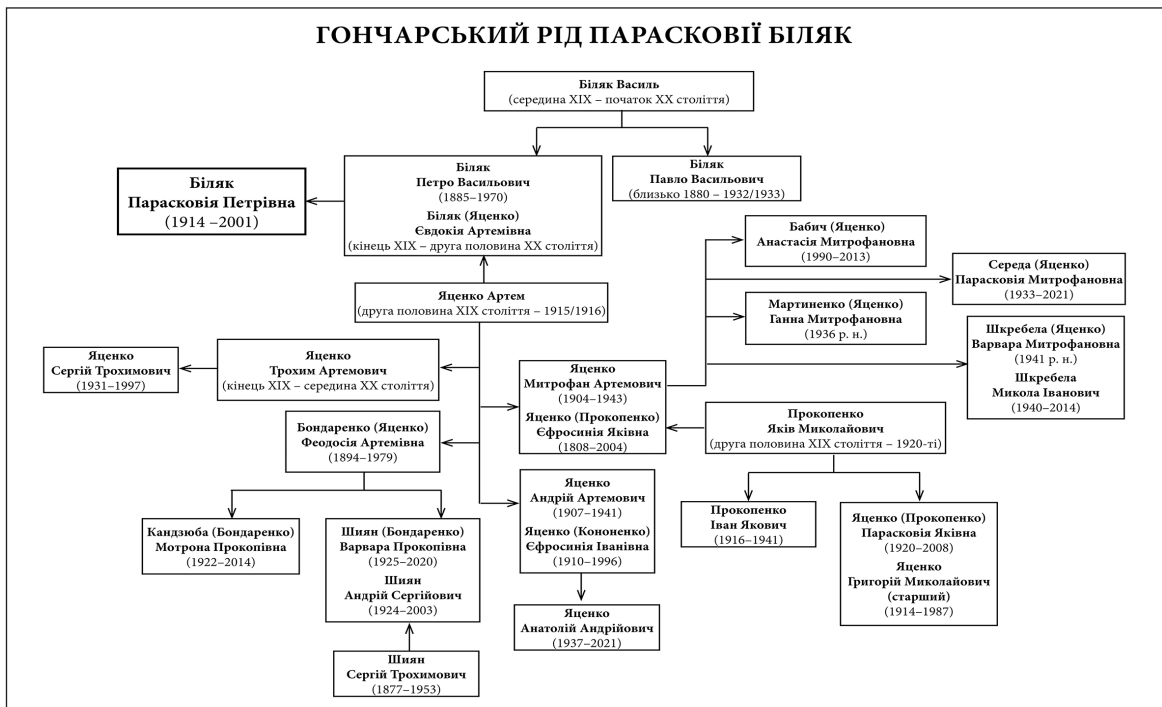 ГОНЧАРСЬКИЙ РІД ПАРАСКОВІЇ БІЛЯК
Біляк Василь
(середина XIX – початок XX століття)
Біляк
Парасковія Петрівна
(1914 –2001)
Біляк
Петро Васильович
(1885–1970)
Біляк (Яценко)
Євдокія Артемівна
(кінець XIX – друга половина XX століття)
Біляк
Павло Васильович
(близько 1880 – 1932/1933)
Бабич (Яценко)
Анастасія Митрофановна
(1990–2013)
Середа (Яценко)
Парасковія Митрофановна
(1933–2021)
Яценко Артем
(друга половина XIX століття – 1915/1916)
Мартиненко (Яценко)
Ганна Митрофановна
(1936 р. н.)
Шкребела (Яценко)
Варвара Митрофановна
(1941 р. н.)
Шкребела
Микола Іванович
(1940–2014)
Яценко
Сергій Трохимович
(1931–1997)
Яценко
Трохим Артемович
(кінець XIX – середина XX століття)
Яценко
Митрофан Артемович
(1904–1943)
Яценко (Прокопенко)
Єфросинія Яківна
(1808–2004)
Прокопенко
Яків Миколайович
(друга половина XIX століття – 1920-ті)
Бондаренко (Яценко)
Феодосія Артемівна
(1894–1979)
Яценко
Андрій Артемович
(1907–1941)
Яценко (Кононенко)
Єфросинія Іванівна
(1910–1996)
Прокопенко
Іван Якович
(1916–1941)
Яценко (Прокопенко)
Парасковія Яківна
(1920–2008)
Яценко
Григорій Миколайович
(старший)
(1914–1987)
Кандзюба (Бондаренко)
Мотрона Прокопівна
(1922–2014)
Шиян (Бондаренко)
Варвара Прокопівна
(1925–2020)
Шиян
Андрій Сергійович
(1924–2003)
Яценко
Анатолій Андрійович
(1937–2021)
Шиян
Сергій Трохимович
(1877–1953)